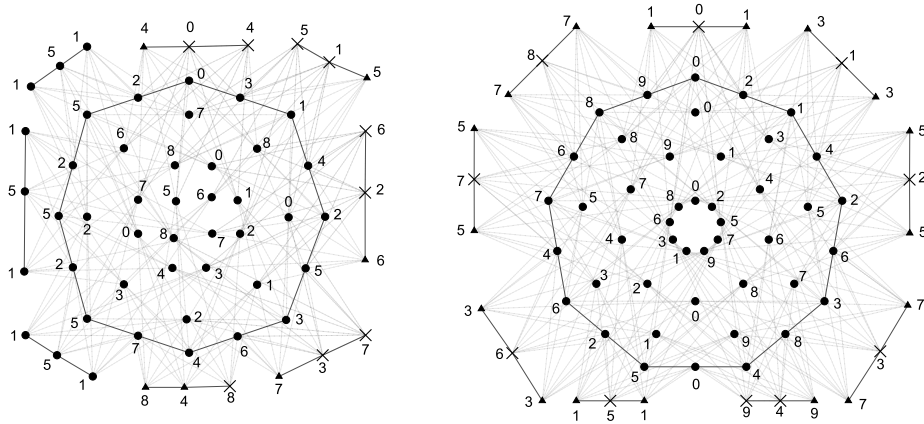 0
4 4 5
1 5 1
5
1 2 0 3
5 7 1
1 6 8 6
2 8 0 4
5 7 5 6 1 2
5 2 0 2
0 8 7 2
1 2 4 3 5 6
3 1
5 2 3
1 7 6 7
5 4 3
1 7
8 4 8
7 1 0 1 3
8 0 1
7 9 2 3
8 0 1
5 8 3 5
6 9 1 4
7 7 5 7 0 4 5 2 2
8 2
5 6 5 5
4 4 3 7 6 6
1 9
3 6 3 2 8 7 3 7
0
6 2 1 9 8 3
3 5 0 4 7
1 5 1 9 4 9